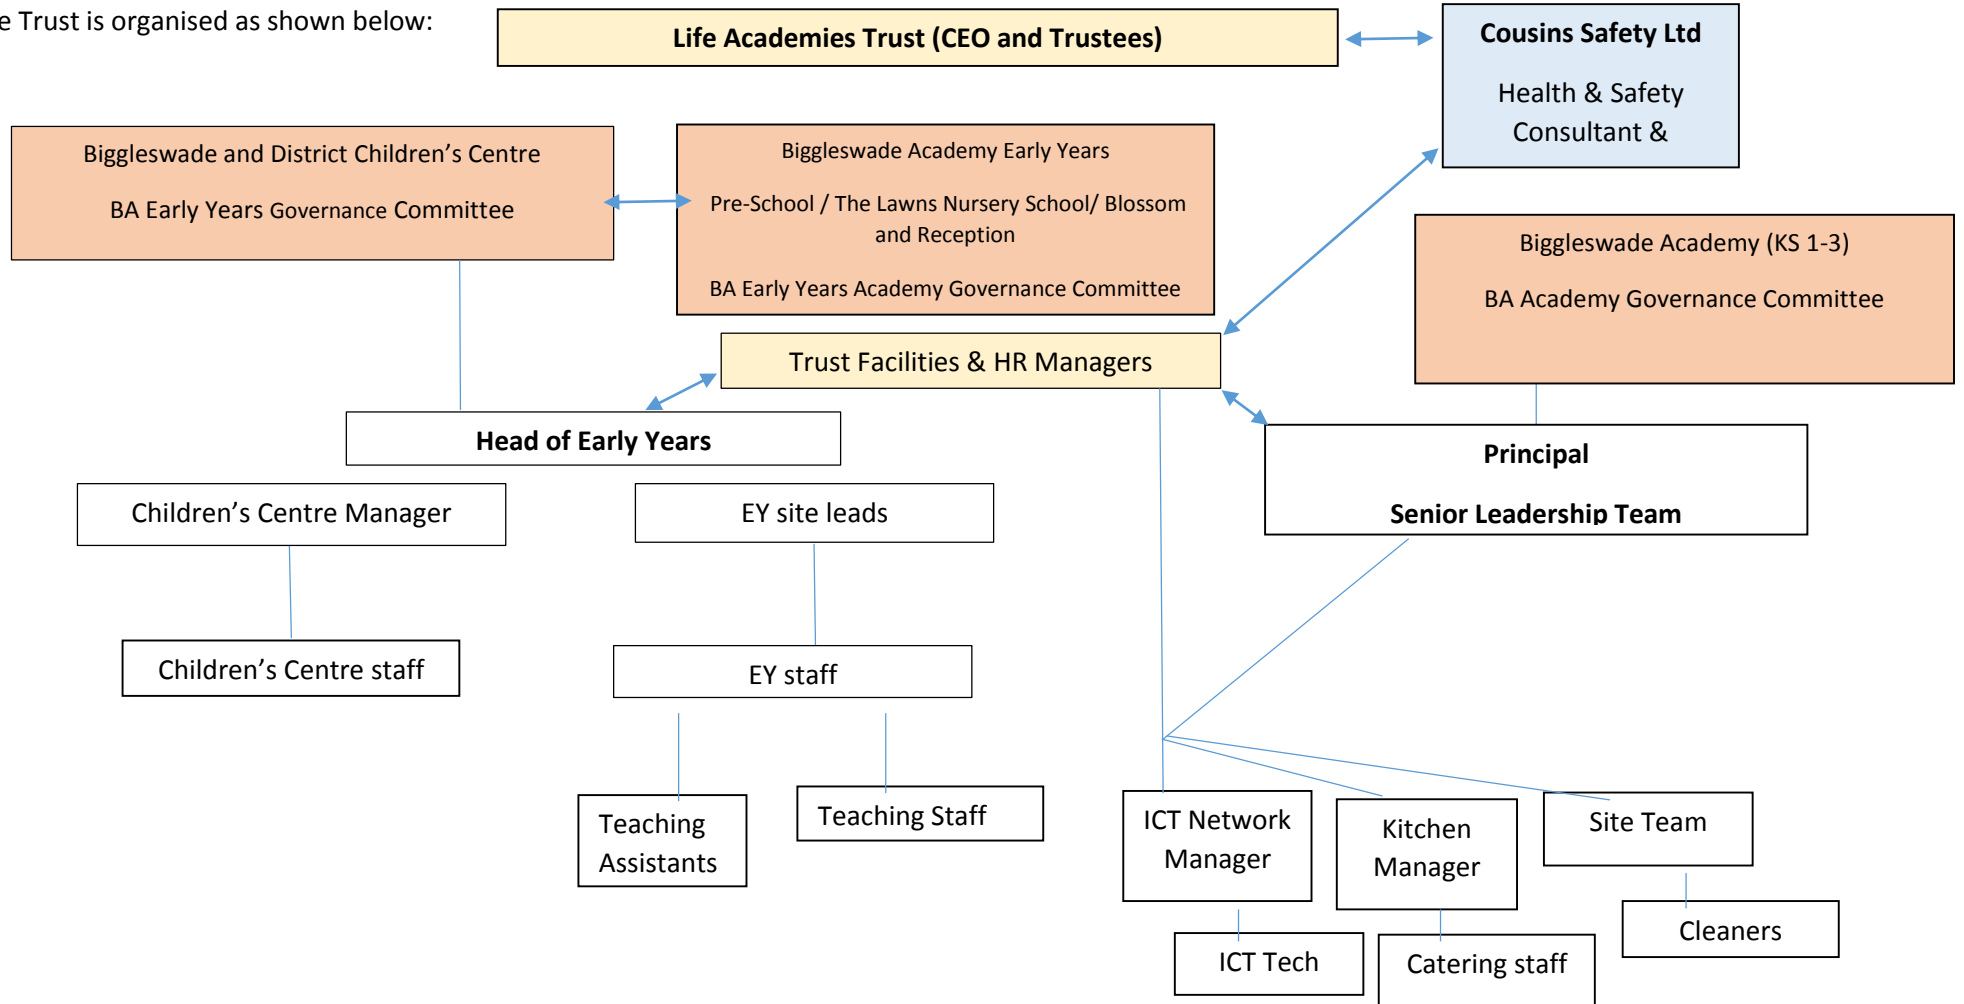 e Trust is organised as shown below:
Life Academies Trust (CEO and Trustees)
Cousins Safety Ltd
Health & Safety
Consultant &
Biggleswade and District Children’s Centre
BA Early Years Governance Committee
Biggleswade Academy Early Years
Pre-School / The Lawns Nursery School/ Blossom
and Reception
BA Early Years Academy Governance Committee
Biggleswade Academy (KS 1-3)
BA Academy Governance Committee
Trust Facilities & HR Managers
Head of Early Years
Principal
Senior Leadership Team
Children’s Centre Manager
EY site leads
Children’s Centre staff
EY staff
Teaching
Assistants
Teaching Staff
ICT Network
Manager
Kitchen
Manager
Site Team
Cleaners
ICT Tech
Catering staff